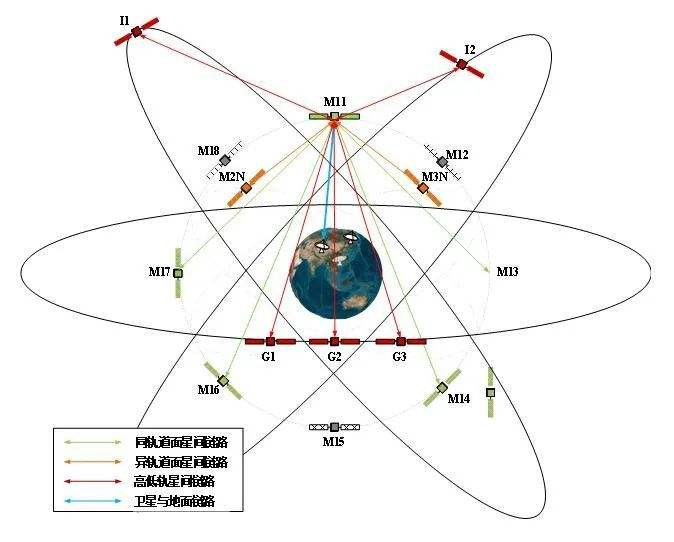 I1
I2
M11
M18
M12
M2N
M3N
M17
M13
G1
G2
G3
M16
M14
M15
同轨道面星间链路
异轨道面星间链路
高低轨星间链路
卫星与地面链路